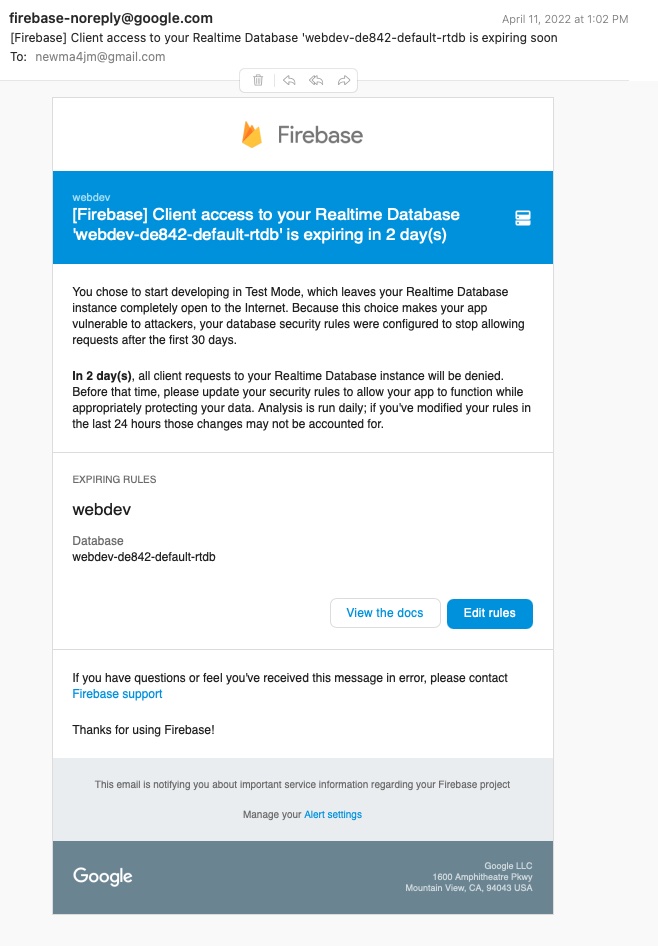 firebase-noreply@google.com
April 11, 2022 at 1:02 PM
[Firebase] Client access to your Realtime Database 'webdev-de842-default-rtdb is expiring soon
To: newma4jm@gmail.com
Firebase
webdev
[Firebase] Client access to your Realtime Database
'webdev-de842-default-rtdb' is expiring in 2 day(s)
You chose to start developing in Test Mode, which leaves your Realtime Database
instance completely open to the Internet. Because this choice makes your app
vulnerable to attackers, your database security rules were configured to stop allowing
requests after the first 30 days.
In 2 day(s), all client requests to your Realtime Database instance will be denied.
Before that time, please update your security rules to allow your app to function while
appropriately protecting your data. Analysis is run daily; if you've modified your rules in
the last 24 hours those changes may not be accounted for.
EXPIRING RULES
webdev
Database
webdev-de842-default-rtdb
View the docs
Edit rules
If you have questions or feel you've received this message in error, please contact
Firebase support
Thanks for using Firebase!
This email is notifying you about important service information regarding your Firebase project
Manage your Alert settings
Google
Google LLC
1600 Amphitheatre Pkwy
Mountain View, CA, 94043 USA